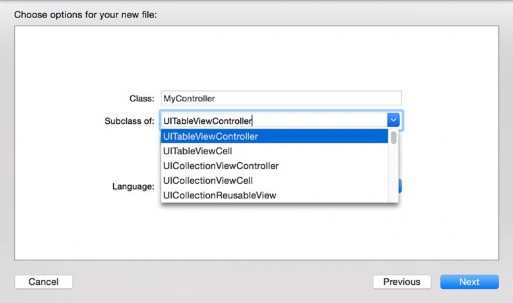 Choose options for your new file:
Class: MyController
Subclass of: UITableViewController
UITableViewController
UITableViewCell
UICollectionViewController
UICollectionViewCell
UICollectionReusableView
Language:
Cancel Previous Next